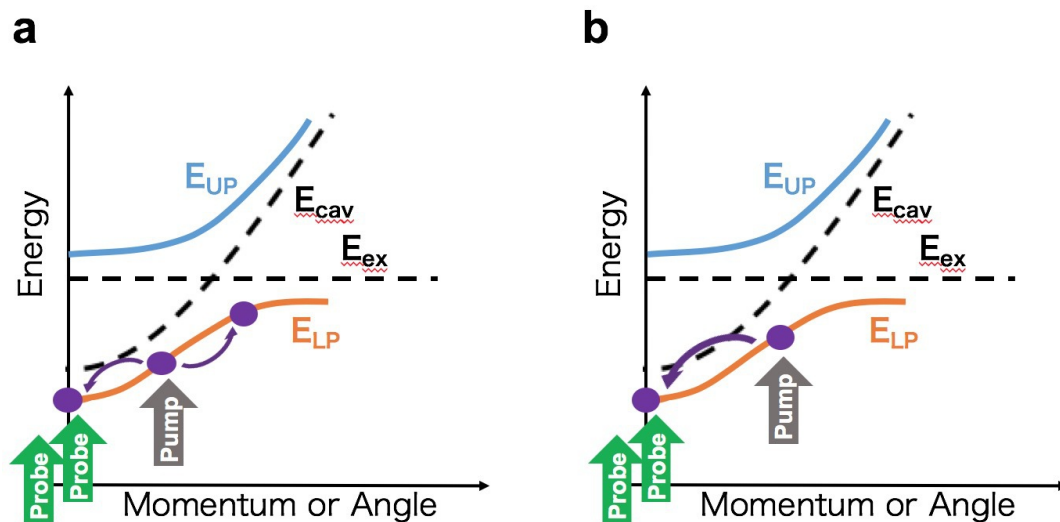 a
Energy
E_UP
E_cav
E_ex
E_LP
Pump
Probe
Probe
Momentum or Angle
b
Energy
E_UP
E_cav
E_ex
E_LP
Pump
Probe
Probe
Momentum or Angle